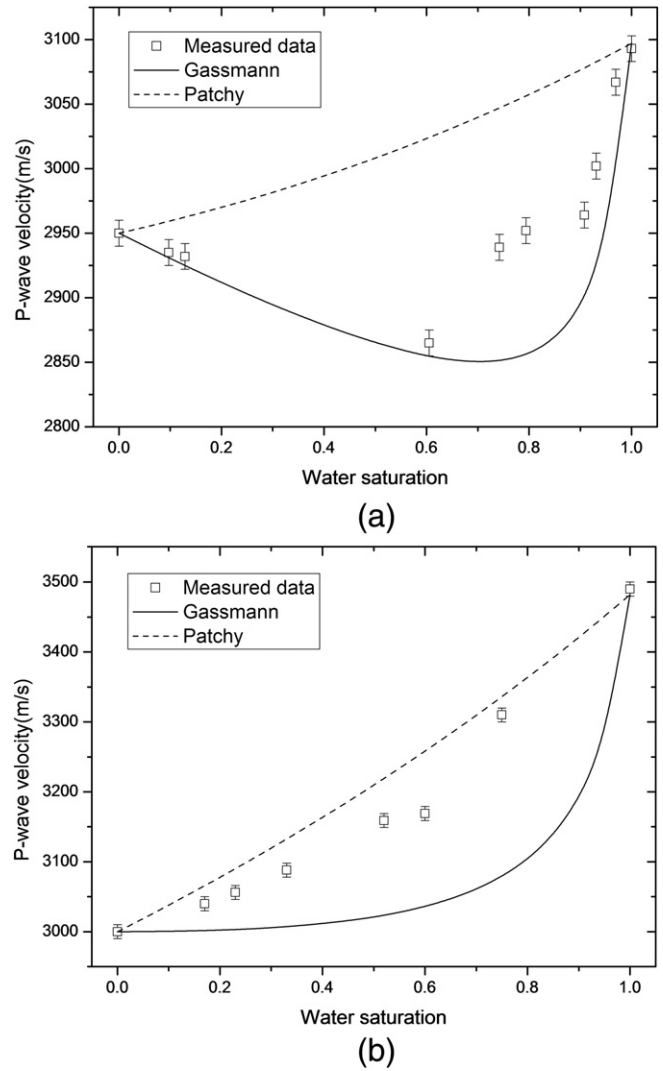 3100
3050
3000
2950
2900
2850
2800
P-wave velocity(m/s)
Measured data
Gassmann
Patchy
0.0 0.2 0.4 0.6 0.8 1.0
Water saturation
(a)
3500
3400
3300
3200
3100
3000
2900
P-wave velocity(m/s)
Measured data
Gassmann
Patchy
0.0 0.2 0.4 0.6 0.8 1.0
Water saturation
(b)